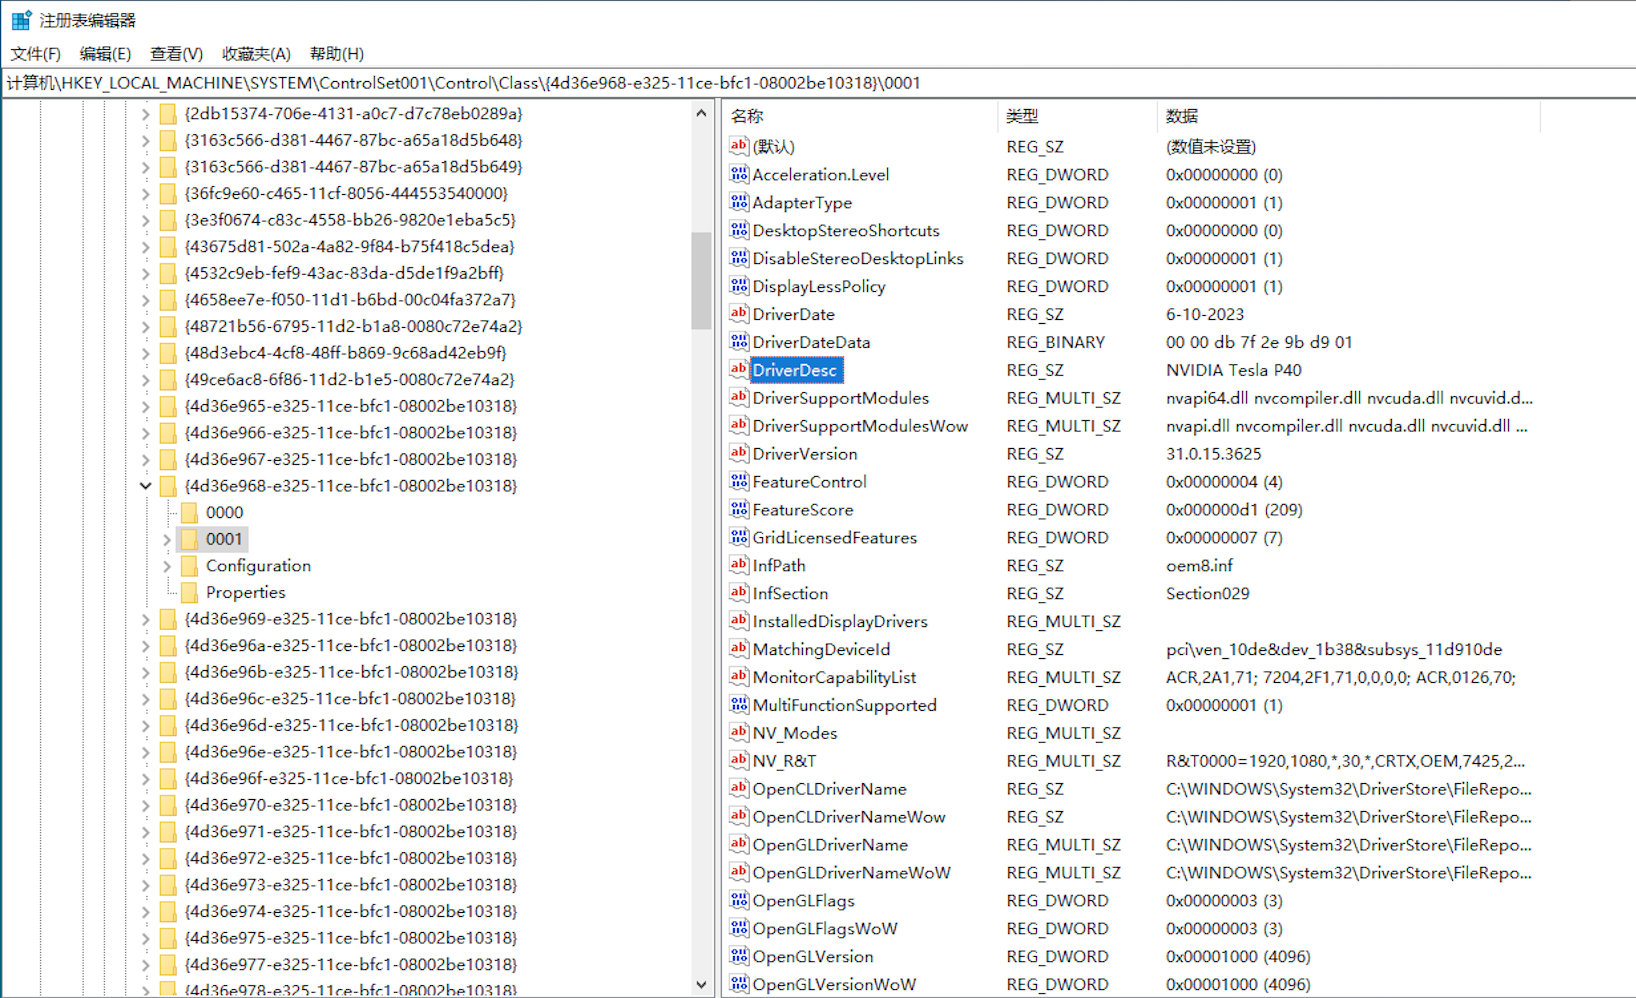 注册表编辑器
文件(F) 编辑(E) 查看(V) 收藏夹(A) 帮助(H)
计算机\HKEY_LOCAL_MACHINE\SYSTEM\ControlSet001\Control\Class\{4d36e968-e325-11ce-bfc1-08002be10318}\0001
{2db15374-706e-4131-a0c7-d7c78eb0289a}
{3163c566-d381-4467-87bc-a65a18d5b648}
{3163c566-d381-4467-87bc-a65a18d5b649}
{36fc9e60-c465-11cf-8056-444553540000}
{3e3f0674-c83c-4558-bb26-9820e1eba5c5}
{43675d81-502a-4a82-9f84-b75f418c5dea}
{4532c9eb-fef9-43ac-83da-d5de1f9a2bff}
{4658ee7e-f050-11d1-b6bd-00c04fa372a7}
{48721b56-6795-11d2-b1a8-0080c72e74a2}
{48d3ebc4-4cf8-48ff-b869-9c68ad42eb9f}
{49ce6ac8-6f86-11d2-b1e5-0080c72e74a2}
{4d36e965-e325-11ce-bfc1-08002be10318}
{4d36e966-e325-11ce-bfc1-08002be10318}
{4d36e967-e325-11ce-bfc1-08002be10318}
{4d36e968-e325-11ce-bfc1-08002be10318}
0000
0001
Configuration
Properties
{4d36e969-e325-11ce-bfc1-08002be10318}
{4d36e96a-e325-11ce-bfc1-08002be10318}
{4d36e96b-e325-11ce-bfc1-08002be10318}
{4d36e96c-e325-11ce-bfc1-08002be10318}
{4d36e96d-e325-11ce-bfc1-08002be10318}
{4d36e96e-e325-11ce-bfc1-08002be10318}
{4d36e96f-e325-11ce-bfc1-08002be10318}
{4d36e970-e325-11ce-bfc1-08002be10318}
{4d36e971-e325-11ce-bfc1-08002be10318}
{4d36e972-e325-11ce-bfc1-08002be10318}
{4d36e973-e325-11ce-bfc1-08002be10318}
{4d36e974-e325-11ce-bfc1-08002be10318}
{4d36e975-e325-11ce-bfc1-08002be10318}
{4d36e977-e325-11ce-bfc1-08002be10318}
{4d36e978-e325-11ce-bfc1-08002be10318}
名称 类型 数据
(默认) REG_SZ (数值未设置)
Acceleration.Level REG_DWORD 0x00000000 (0)
AdapterType REG_DWORD 0x00000001 (1)
DesktopStereoShortcuts REG_DWORD 0x00000000 (0)
DisableStereoDesktopLinks REG_DWORD 0x00000001 (1)
DisplayLessPolicy REG_DWORD 0x00000001 (1)
DriverDate REG_SZ 6-10-2023
DriverDateData REG_BINARY 00 00 db 7f 2e 9b d9 01
DriverDesc REG_SZ NVIDIA Tesla P40
DriverSupportModules REG_MULTI_SZ nvapi64.dll nvcompiler.dll nvcuda.dll nvcuvid.d...
DriverSupportModulesWow REG_MULTI_SZ nvapi.dll nvcompiler.dll nvcuda.dll nvcuvid.dll ...
DriverVersion REG_SZ 31.0.15.3625
FeatureControl REG_DWORD 0x00000004 (4)
FeatureScore REG_DWORD 0x000000d1 (209)
GridLicensedFeatures REG_DWORD 0x00000007 (7)
InfPath REG_SZ oem8.inf
InfSection REG_SZ Section029
InstalledDisplayDrivers REG_MULTI_SZ
MatchingDeviceId REG_SZ pci\ven_10de&dev_1b38&subsys_11d910de
MonitorCapabilityList REG_MULTI_SZ ACR,2A1,71; 7204,2F1,71,0,0,0,0; ACR,0126,70;
MultiFunctionSupported REG_DWORD 0x00000001 (1)
NV_Modes REG_MULTI_SZ
NV_R&T REG_MULTI_SZ R&T0000=1920,1080,*,30,*,CRTX,OEM,7425,2...
OpenCLDriverName REG_SZ C:\WINDOWS\System32\DriverStore\FileRepo...
OpenCLDriverNameWow REG_SZ C:\WINDOWS\System32\DriverStore\FileRepo...
OpenGLDriverName REG_MULTI_SZ C:\WINDOWS\System32\DriverStore\FileRepo...
OpenGLDriverNameWoW REG_MULTI_SZ C:\WINDOWS\System32\DriverStore\FileRepo...
OpenGLFlags REG_DWORD 0x00000003 (3)
OpenGLFlagsWoW REG_DWORD 0x00000003 (3)
OpenGLVersion REG_DWORD 0x00001000 (4096)
OpenGLVersionWoW REG_DWORD 0x00001000 (4096)